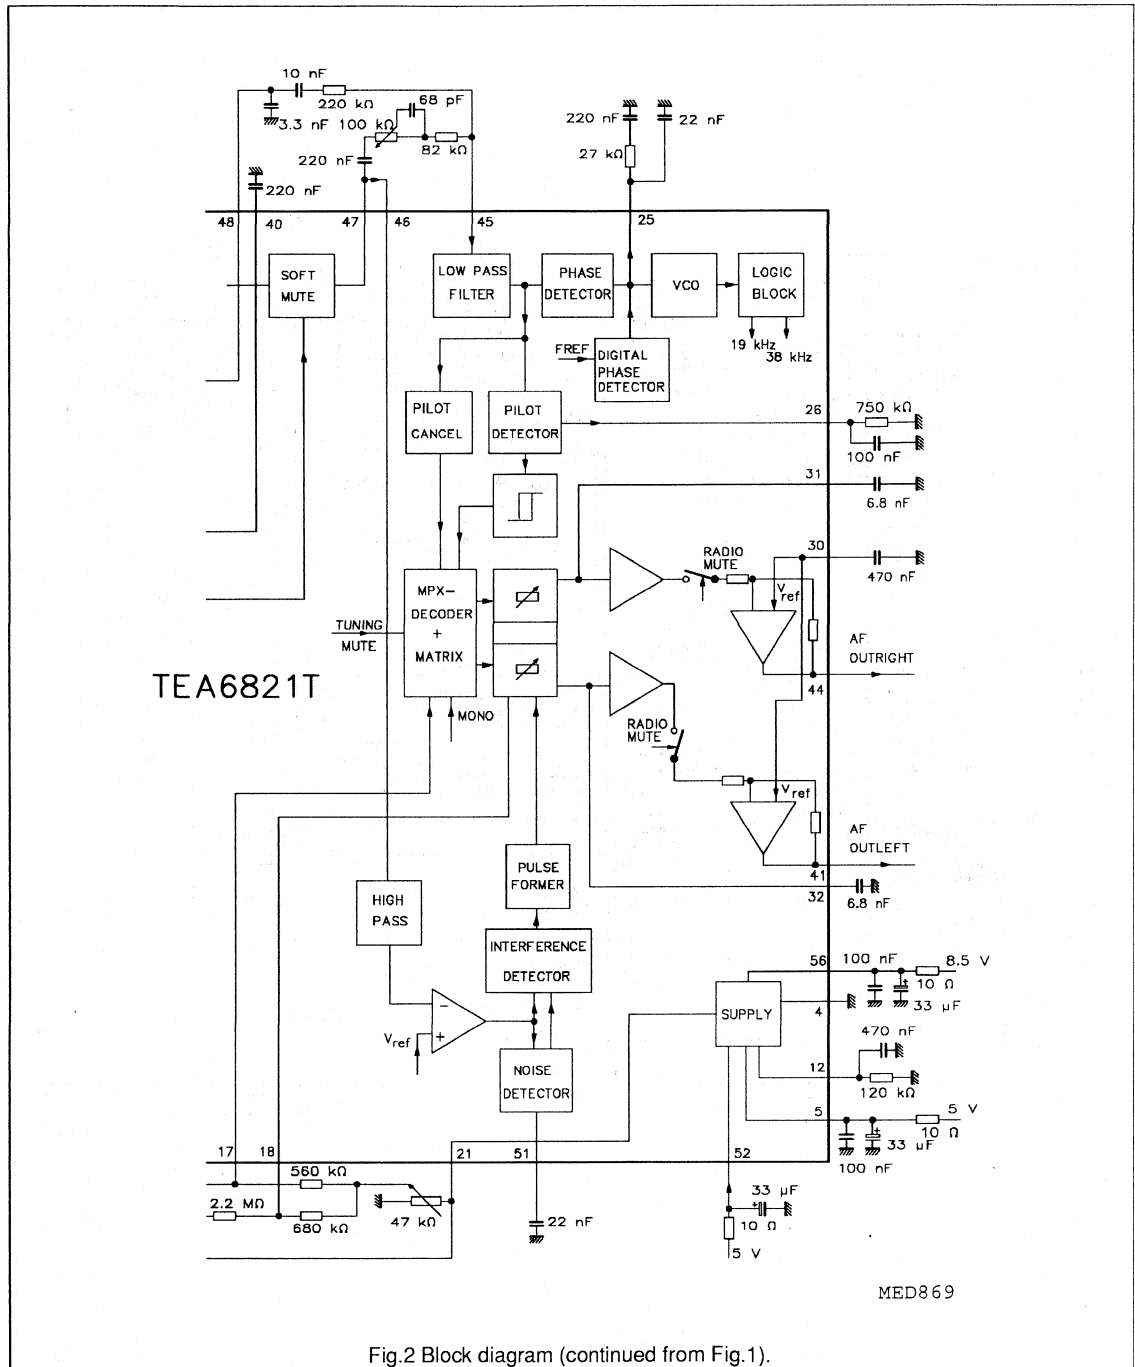 10 nF
220 kΩ
3.3 nF
100 kΩ
68 pF
82 kΩ
220 nF
220 nF
220 nF
22 nF
27 kΩ
48
40
47
46
45
25
SOFT
MUTE
LOW PASS
FILTER
PHASE
DETECTOR
VCO
LOGIC
BLOCK
19 kHz
38 kHz
FREF
DIGITAL
PHASE
DETECTOR
PILOT
CANCEL
PILOT
DETECTOR
26
750 kΩ
100 nF
31
6.8 nF
30
470 nF
RADIO
MUTE
Vref
MPX-
DECODER
+
MATRIX
TUNING
MUTE
AF
OUTRIGHT
44
TEA6821T
MONO
RADIO
MUTE
Vref
AF
OUTLEFT
41
32
6.8 nF
PULSE
FORMER
HIGH
PASS
INTERFERENCE
DETECTOR
−
+
Vref
NOISE
DETECTOR
SUPPLY
56
100 nF
8.5 V
10 Ω
+
33 µF
4
470 nF
12
120 kΩ
5
5 V
10 Ω
+
33 µF
100 nF
17
18
21
51
52
560 kΩ
2.2 MΩ
680 kΩ
47 kΩ
22 nF
33 µF
+
10 Ω
5 V
MED869
Fig.2 Block diagram (continued from Fig.1).